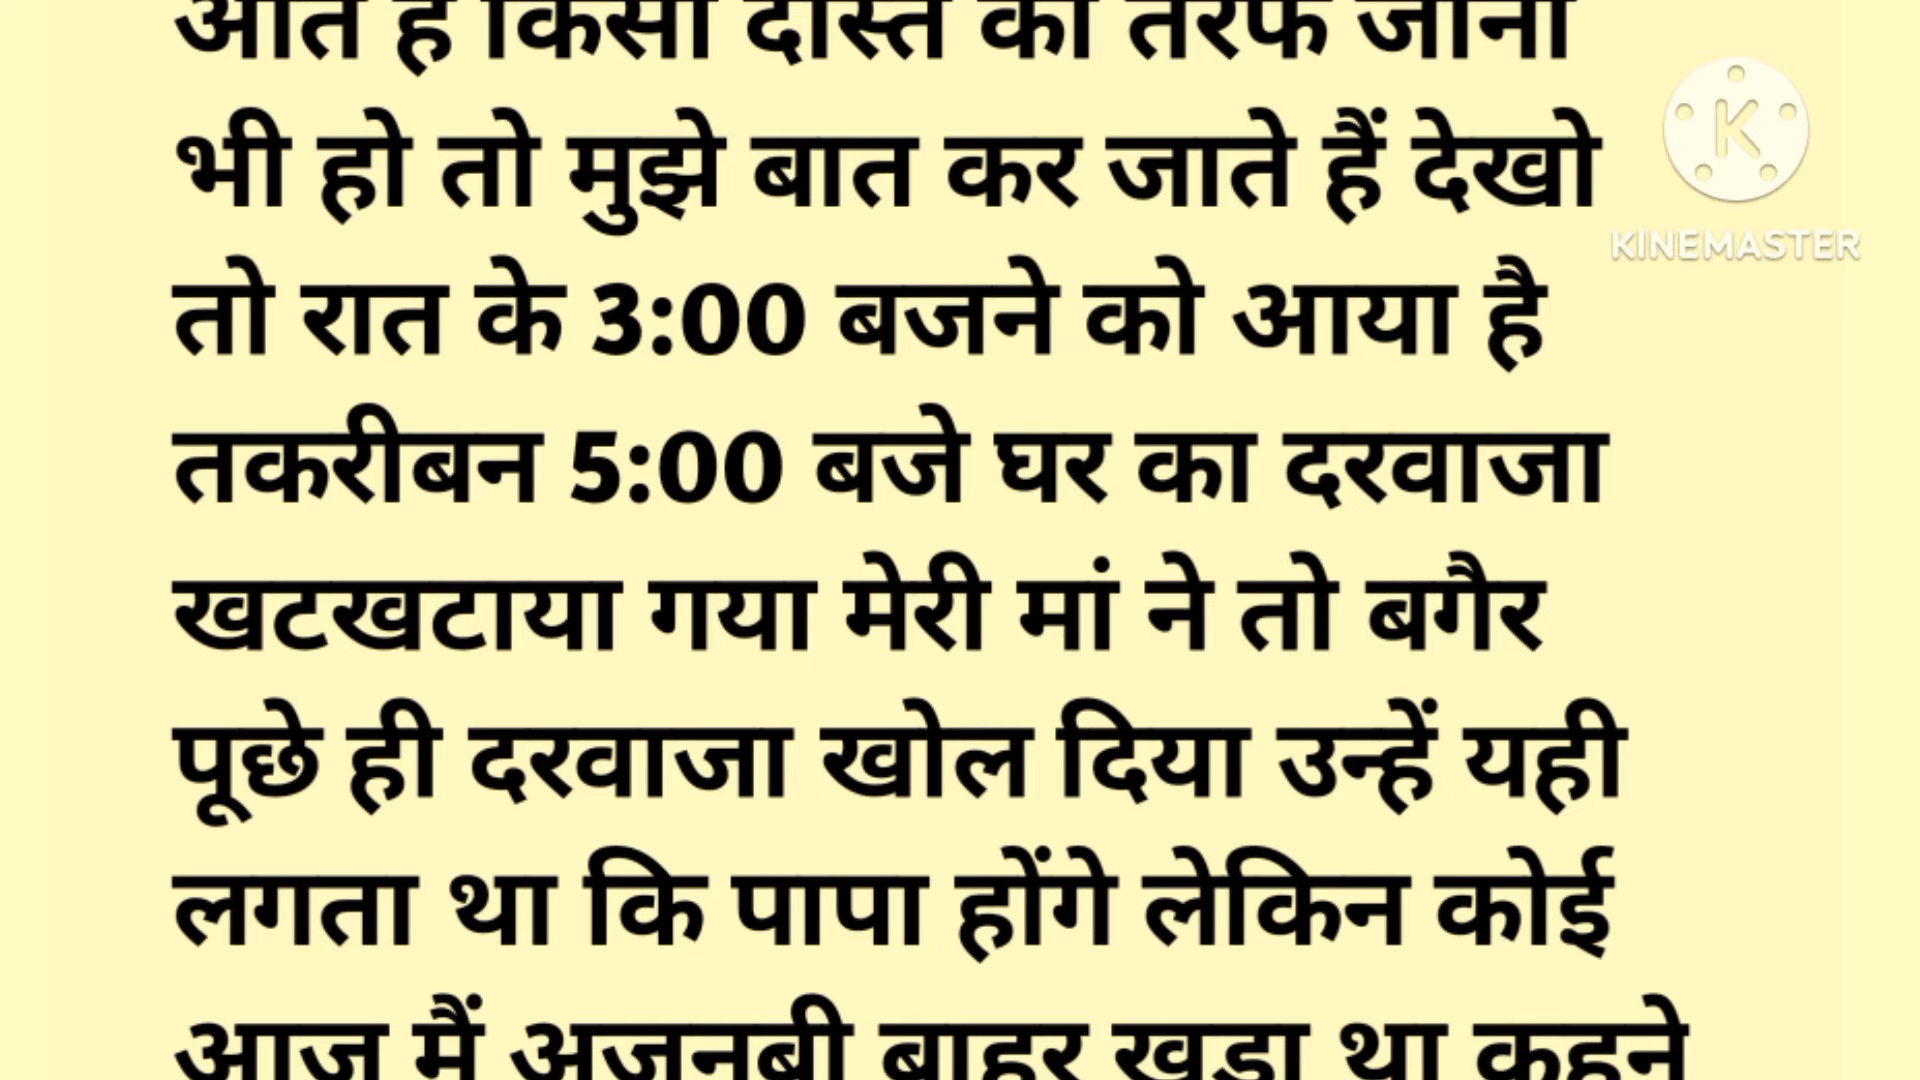 आते हैं किसी दोस्त की तरफ जाना
भी हो तो मुझे बात कर जाते हैं देखो
तो रात के 3:00 बजने को आया है
तकरीबन 5:00 बजे घर का दरवाजा
खटखटाया गया मेरी मां ने तो बगैर
पूछे ही दरवाजा खोल दिया उन्हें यही
लगता था कि पापा होंगे लेकिन कोई
आज मैं अजनबी बाहर खड़ा था कहने
K
KINEMASTER